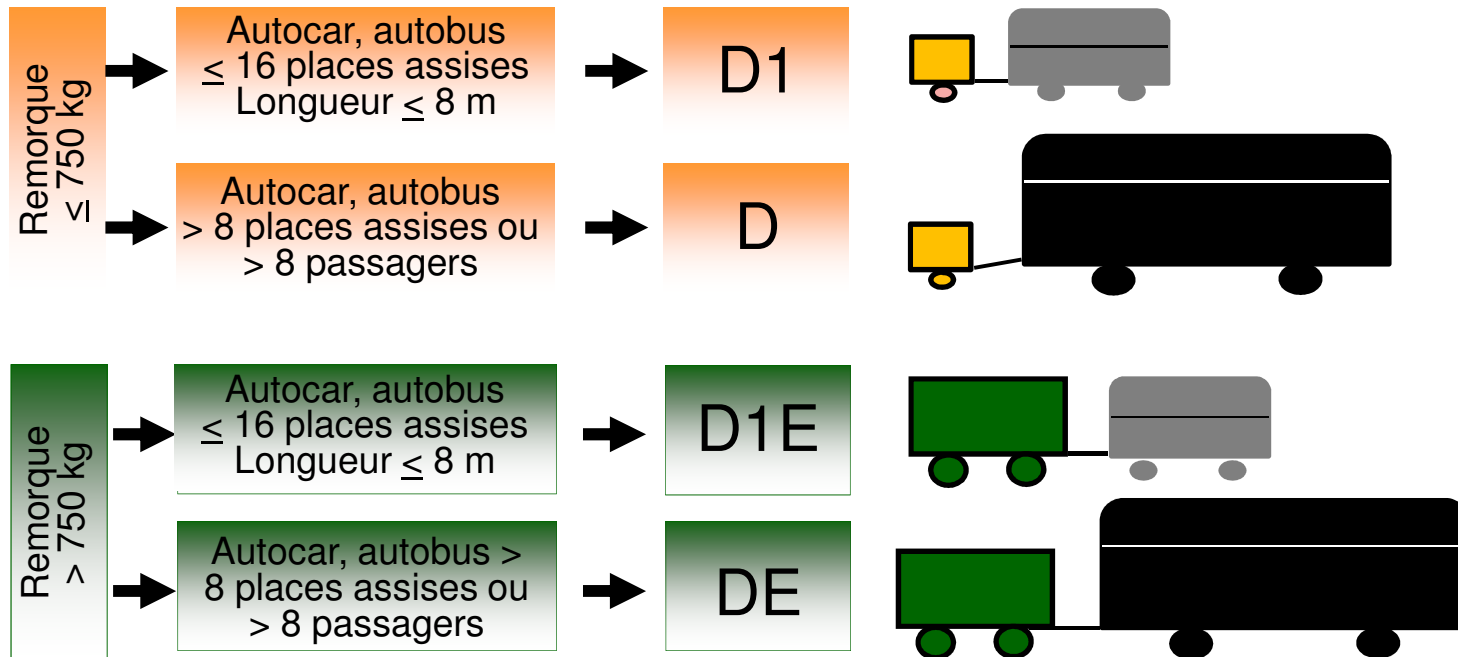 Remorque
≤ 750 kg
Autocar, autobus
≤ 16 places assises
Longueur ≤ 8 m
D1
Autocar, autobus
> 8 places assises ou
> 8 passagers
D
Remorque
> 750 kg
Autocar, autobus
≤ 16 places assises
Longueur ≤ 8 m
D1E
Autocar, autobus >
8 places assises ou
> 8 passagers
DE